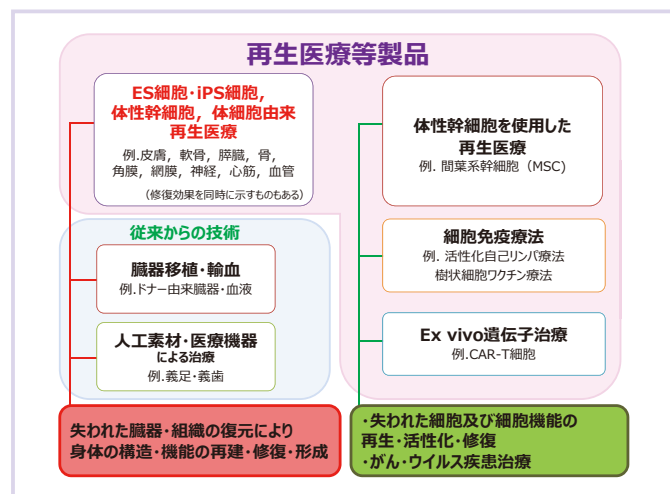 再生医療等製品
ES細胞・iPS細胞，
体性幹細胞，体細胞由来
再生医療
例.皮膚，軟骨，膵臓，骨，
角膜，網膜，神経，心筋，血管
（修復効果を同時に示すものもある）
体性幹細胞を使用した
再生医療
例. 間葉系幹細胞（MSC）
従来からの技術
臓器移植・輸血
例.ドナー由来臓器・血液
人工素材・医療機器
による治療
例.義足・義歯
細胞免疫療法
例. 活性化自己リンパ療法
樹状細胞ワクチン療法
Ex vivo遺伝子治療
例.CAR-T細胞
失われた臓器・組織の復元により
身体の構造・機能の再建・修復・形成
・失われた細胞及び細胞機能の
再生・活性化・修復
・がん・ウイルス疾患治療